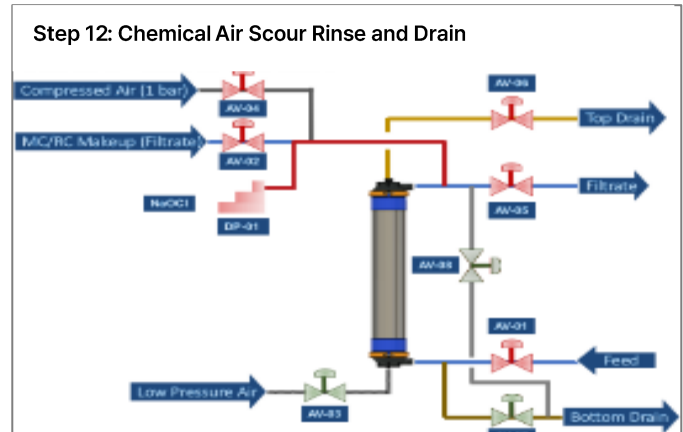 Step 12: Chemical Air Scour Rinse and Drain
AV-06
Compressed Air (1 bar)
AV-04
Top Drain
MC/RC Makeup (Filtrate)
AV-02
Filtrate
NaOCl
AV-05
DP-01
AV-08
AV-01
Feed
Low Pressure Air
AV-03
Bottom Drain